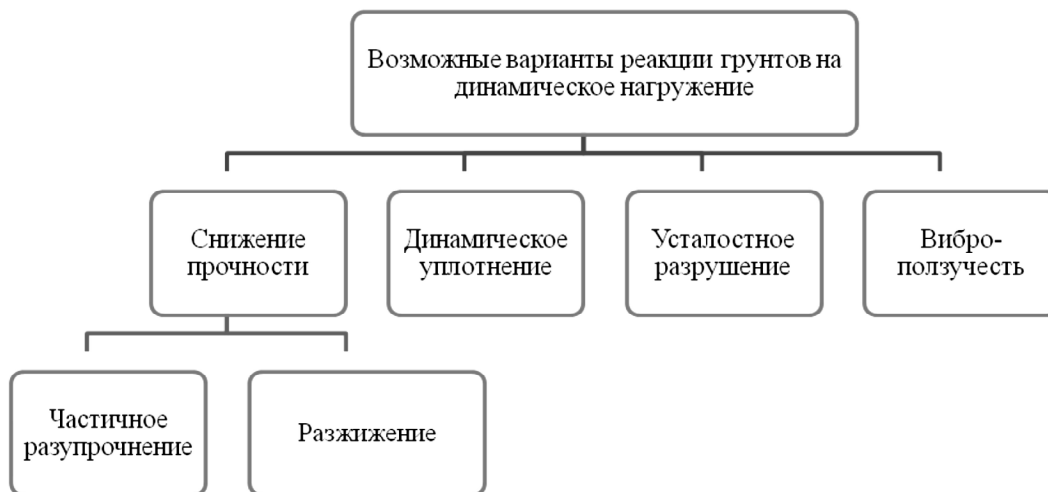 Возможные варианты реакции грунтов на
динамическое нагружение
Снижение
прочности
Динамическое
уплотнение
Усталостное
разрушение
Вибро-
ползучесть
Частичное
разупрочнение
Разжижение